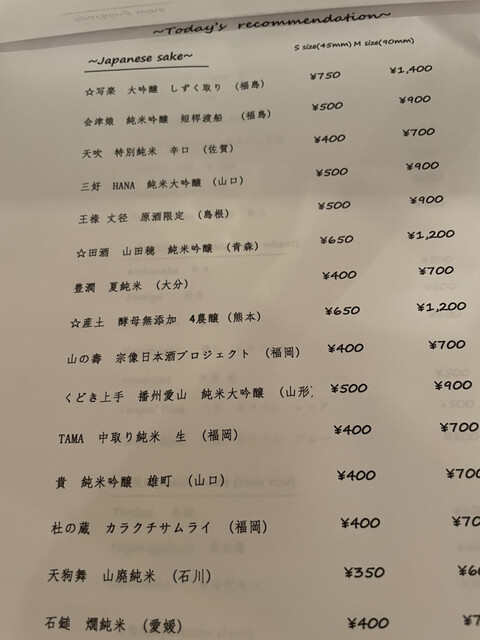 ~Today's recommendation~
S size(45mm) M size(90mm)
~Japanese sake~
☆写楽 大吟醸 しずく取り (福島) ¥750 ¥1,400
会津娘 純米吟醸 短稈渡船 (福島) ¥500 ¥900
天吹 特別純米 辛口 (佐賀) ¥400 ¥700
三好 HANA 純米大吟醸 (山口) ¥500 ¥900
王祿 丈径 原酒限定 (島根) ¥500 ¥900
☆田酒 山田穂 純米吟醸 (青森) ¥650 ¥1,200
豊潤 夏純米 (大分) ¥400 ¥700
☆産土 酵母無添加 4農醸 (熊本) ¥650 ¥1,200
山の壽 宗像日本酒プロジェクト (福岡) ¥400 ¥700
くどき上手 播州愛山 純米大吟醸 (山形) ¥500 ¥900
TAMA 中取り純米 生 (福岡) ¥400 ¥700
貴 純米吟醸 雄町 (山口) ¥400 ¥700
杜の蔵 カラクチサムライ (福岡) ¥400 ¥70
天狗舞 山廃純米 (石川) ¥350 ¥6
石鎚 燗純米 (愛媛) ¥400 ¥7